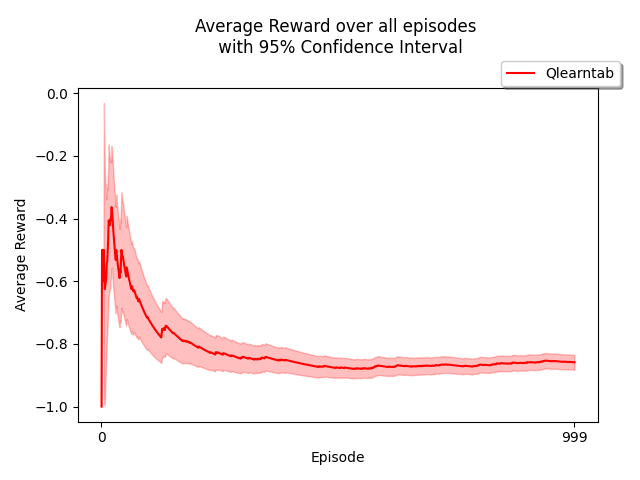 Average Reward over all episodes
with 95% Confidence Interval
Qlearntab
0.0
−0.2
−0.4
−0.6
−0.8
−1.0
Average Reward
0
999
Episode